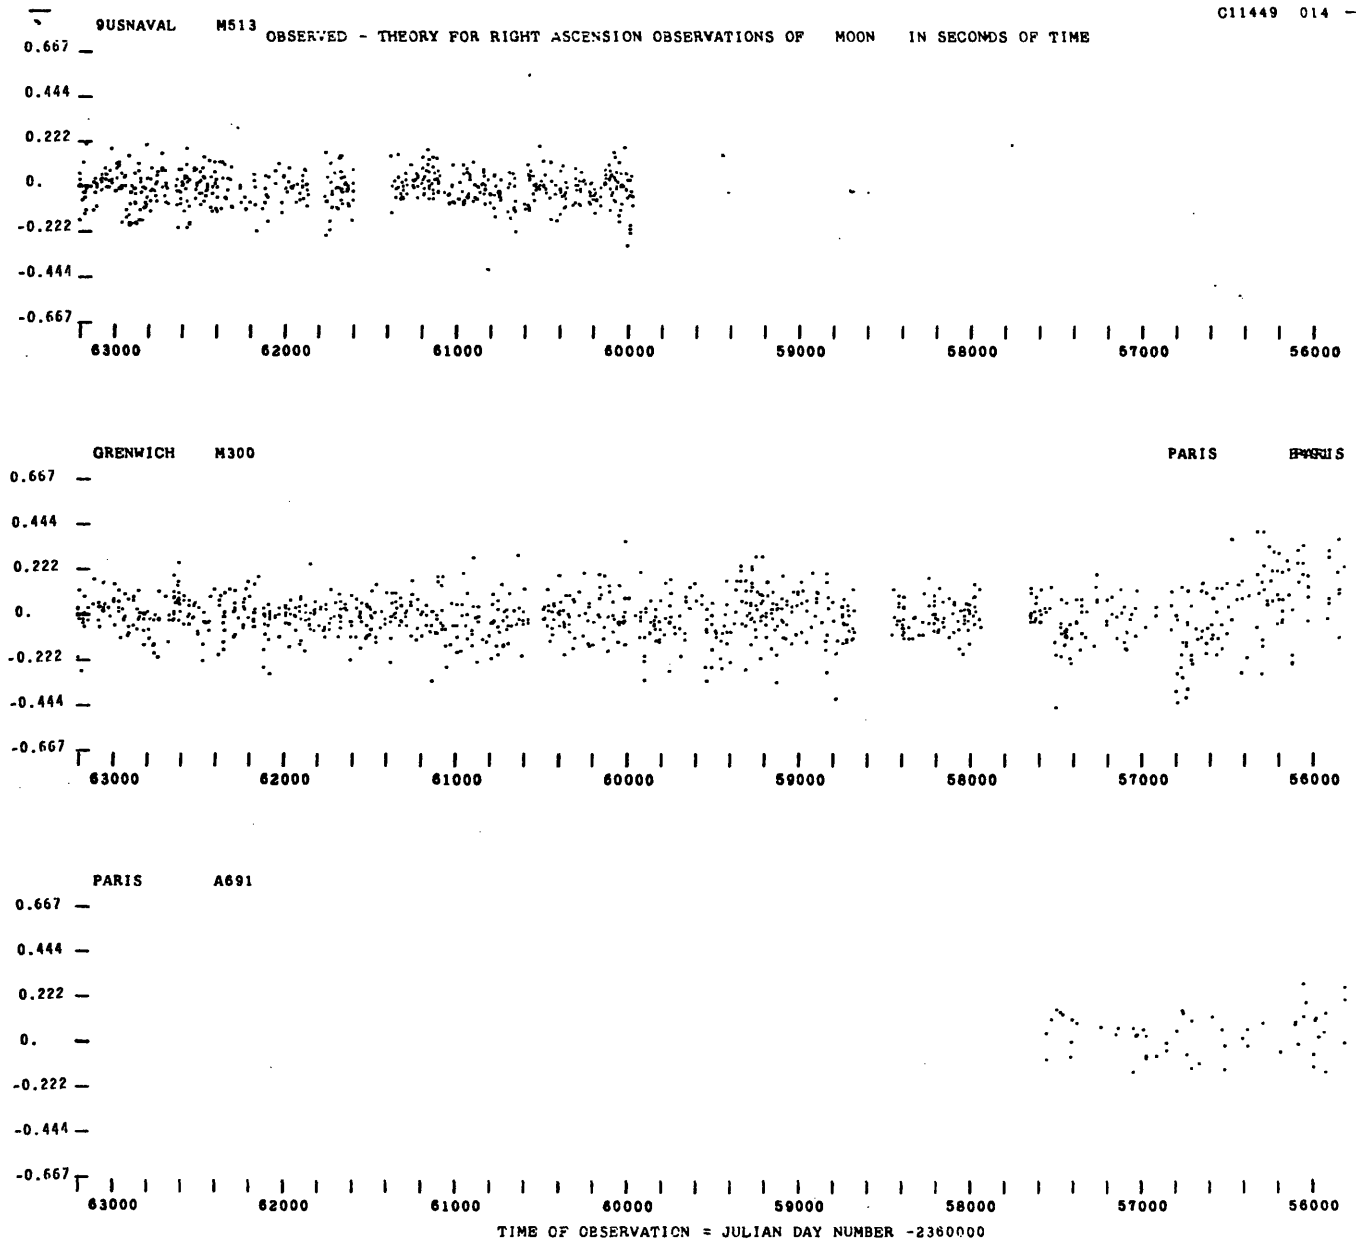 C11449 014 -
9USNAVAL M513 OBSERVED - THEORY FOR RIGHT ASCENSION OBSERVATIONS OF MOON IN SECONDS OF TIME
0.667
0.444
0.222
0.
-0.222
-0.444
-0.667
63000 62000 61000 60000 59000 58000 57000 56000
GRENWICH M300 PARIS
0.667
0.444
0.222
0.
-0.222
-0.444
-0.667
63000 62000 61000 60000 59000 58000 57000 56000
PARIS A691
0.667
0.444
0.222
0.
-0.222
-0.444
-0.667
63000 62000 61000 60000 59000 58000 57000 56000
TIME OF OBSERVATION = JULIAN DAY NUMBER -2360000